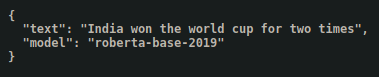 {
  "text": "India won the world cup for two times",
  "model": "roberta-base-2019"
}